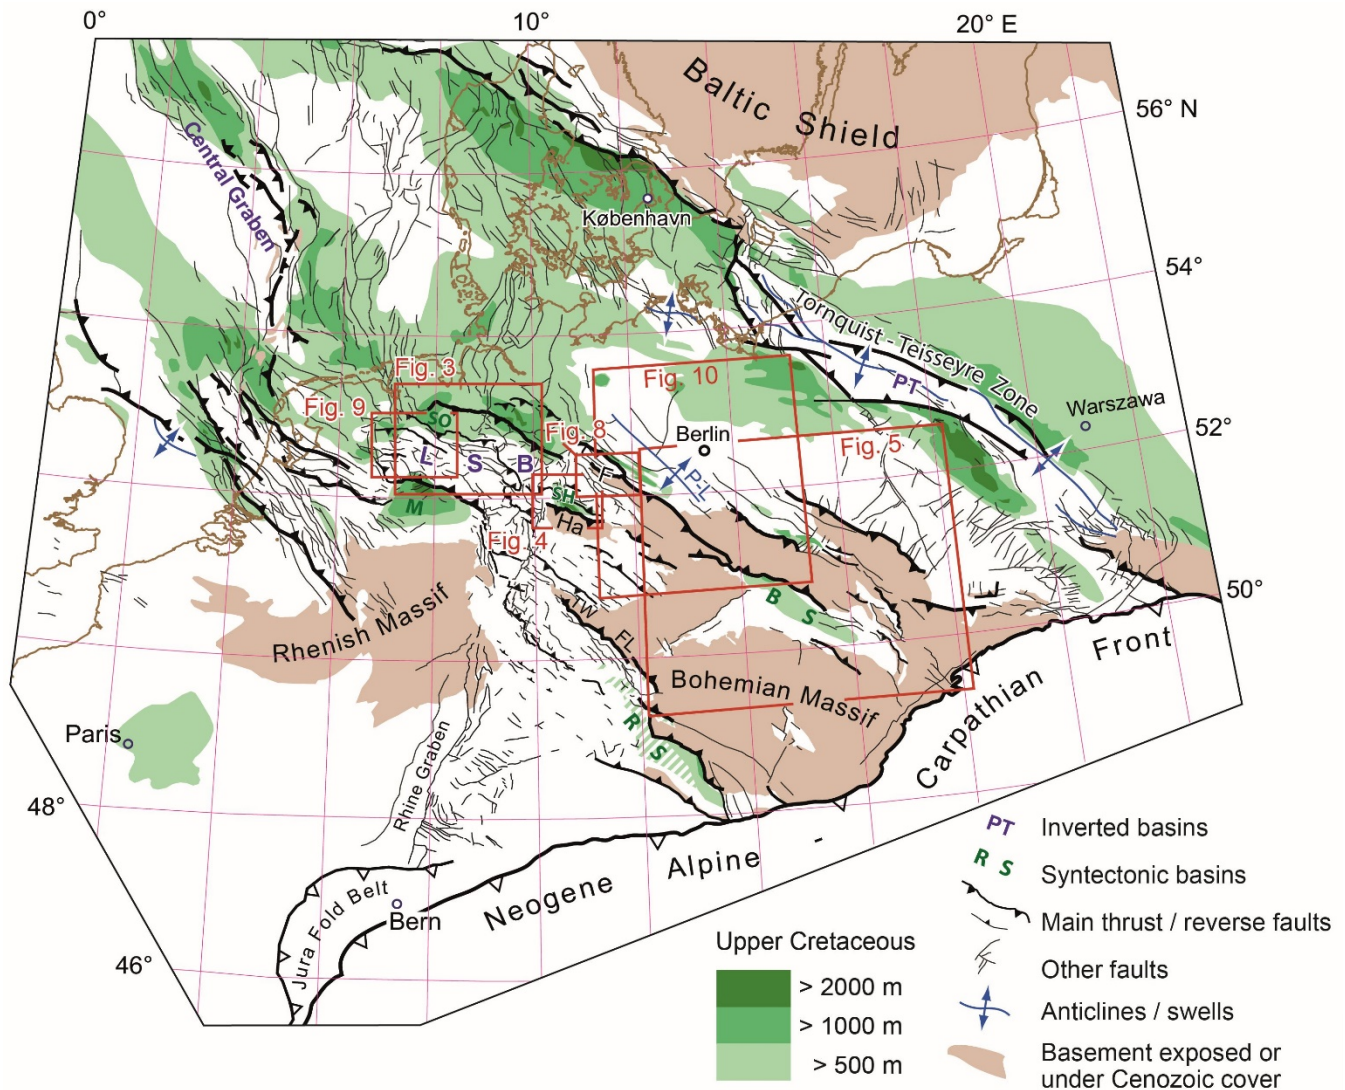 0°
10°
20° E
56° N
54°
52°
50°
48°
46°
Baltic Shield
Central Graben
København
Tornquist - Teisseyre Zone
PT
Warszawa
Fig. 3
Fig. 9
Fig. 10
Fig. 8
Berlin
Fig. 5
SO
L S B
F
P-L
M
SH
Ha
Fig. 4
B S
TW
FL
Rhenish Massif
Bohemian Massif
R S
Paris
Rhine Graben
Carpathian Front
Jura Fold Belt
Bern
Neogene Alpine -
PT Inverted basins
R S Syntectonic basins
Main thrust / reverse faults
Other faults
Anticlines / swells
Basement exposed or
under Cenozoic cover
Upper Cretaceous
> 2000 m
> 1000 m
> 500 m